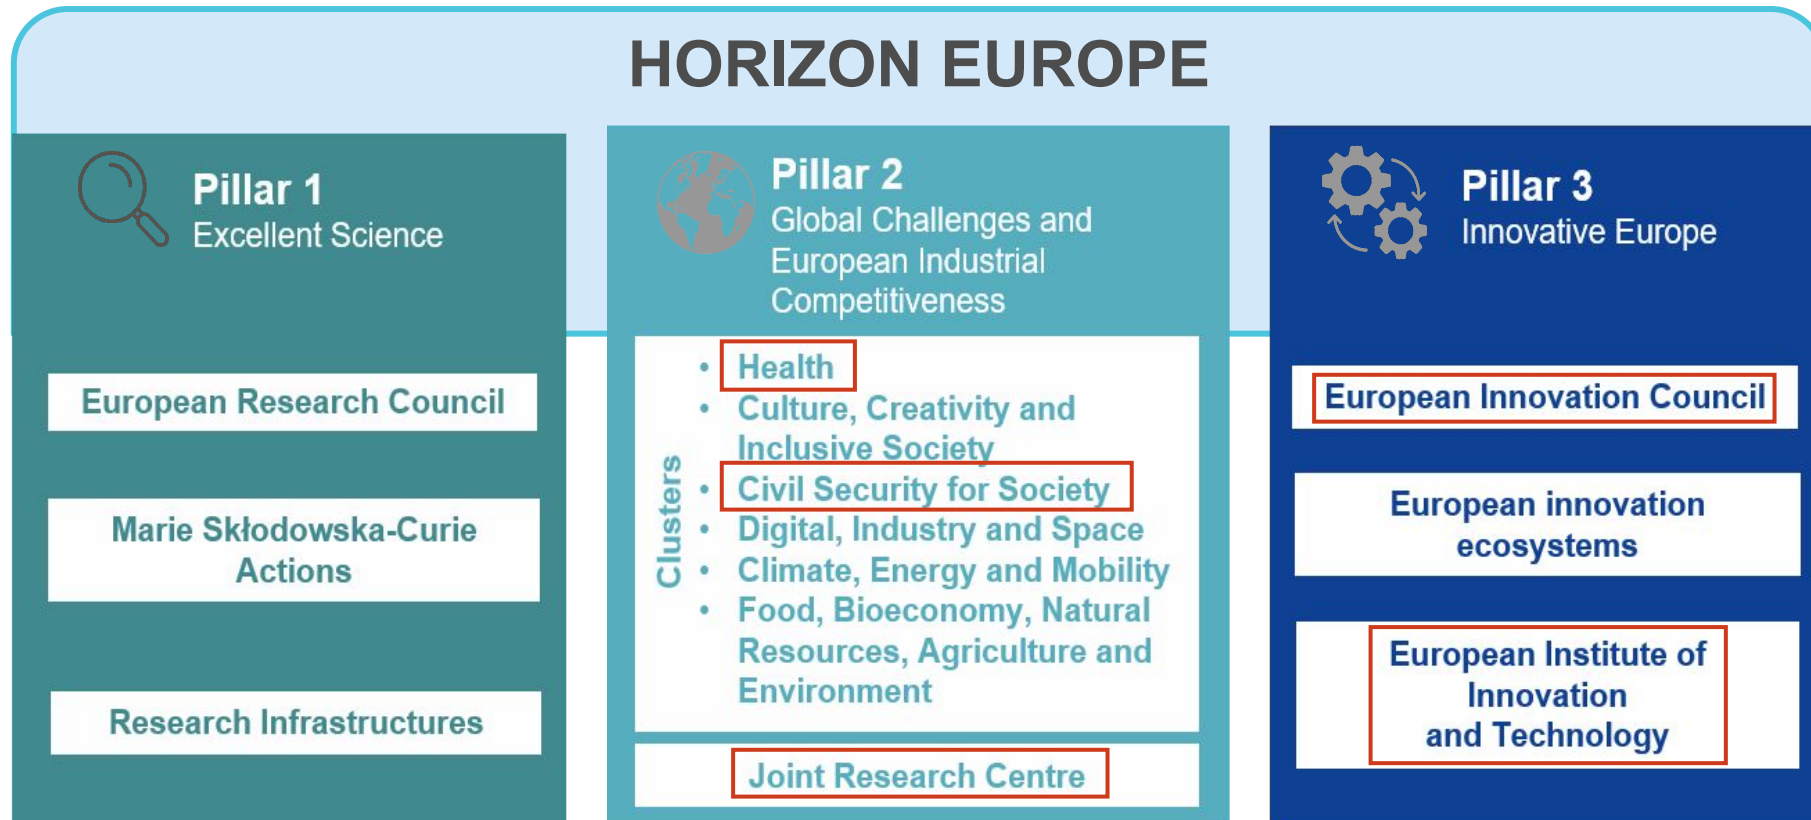 HORIZON EUROPE
Pillar 1
Excellent Science
European Research Council
Marie Skłodowska-Curie
Actions
Research Infrastructures
Pillar 2
Global Challenges and
European Industrial
Competitiveness
Clusters
• Health
• Culture, Creativity and
Inclusive Society
• Civil Security for Society
• Digital, Industry and Space
• Climate, Energy and Mobility
• Food, Bioeconomy, Natural
Resources, Agriculture and
Environment
Joint Research Centre
Pillar 3
Innovative Europe
European Innovation Council
European innovation
ecosystems
European Institute of
Innovation
and Technology